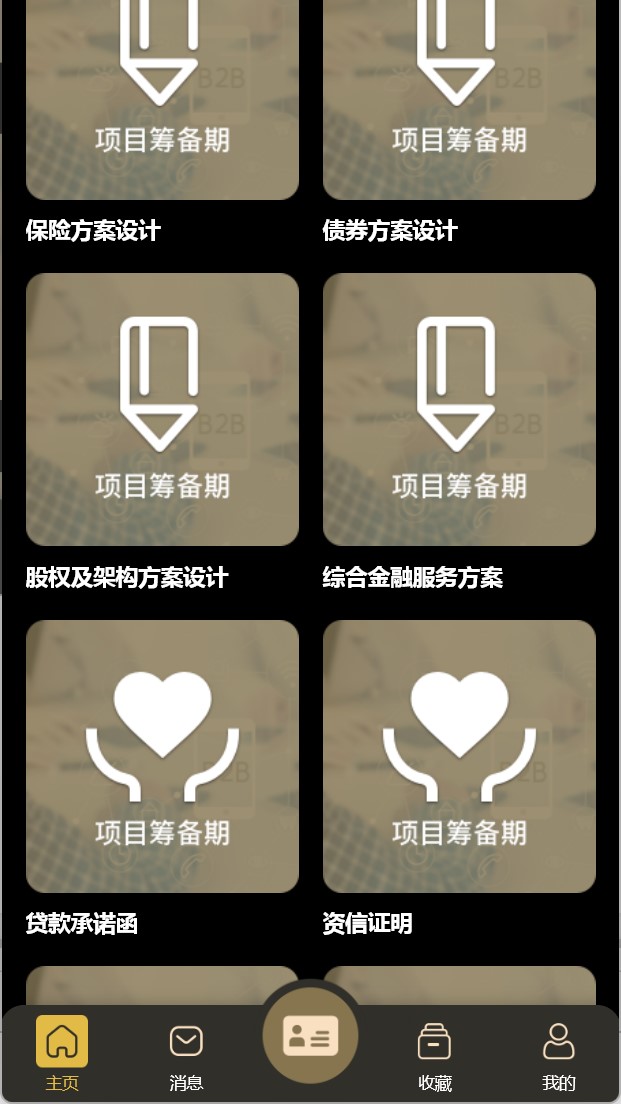 B2B
B2B
项目筹备期
项目筹备期
保险方案设计
债券方案设计
B2B
B2B
项目筹备期
项目筹备期
股权及架构方案设计
综合金融服务方案
B2B
B2B
项目筹备期
项目筹备期
贷款承诺函
资信证明
主页
消息
收藏
我的